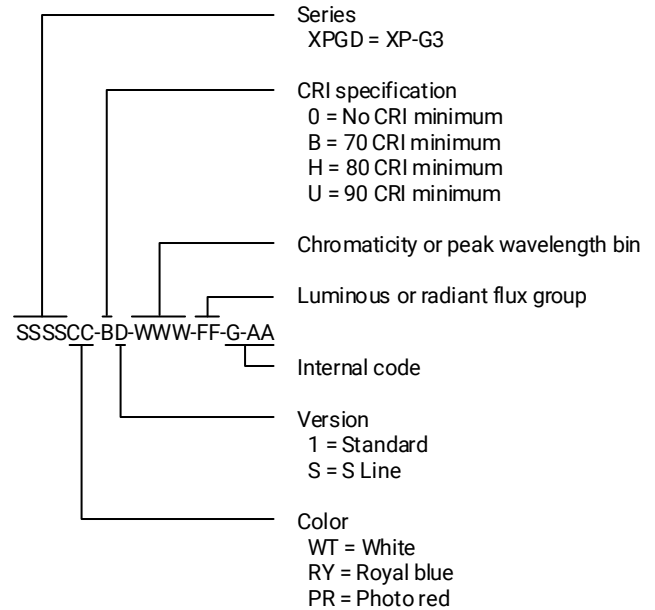 Series
XPGD = XP-G3
CRI specification
0 = No CRI minimum
B = 70 CRI minimum
H = 80 CRI minimum
U = 90 CRI minimum
Chromaticity or peak wavelength bin
Luminous or radiant flux group
SSSSCC-BD-WWW-FF-G-AA
Internal code
Version
1 = Standard
S = S Line
Color
WT = White
RY = Royal blue
PR = Photo red